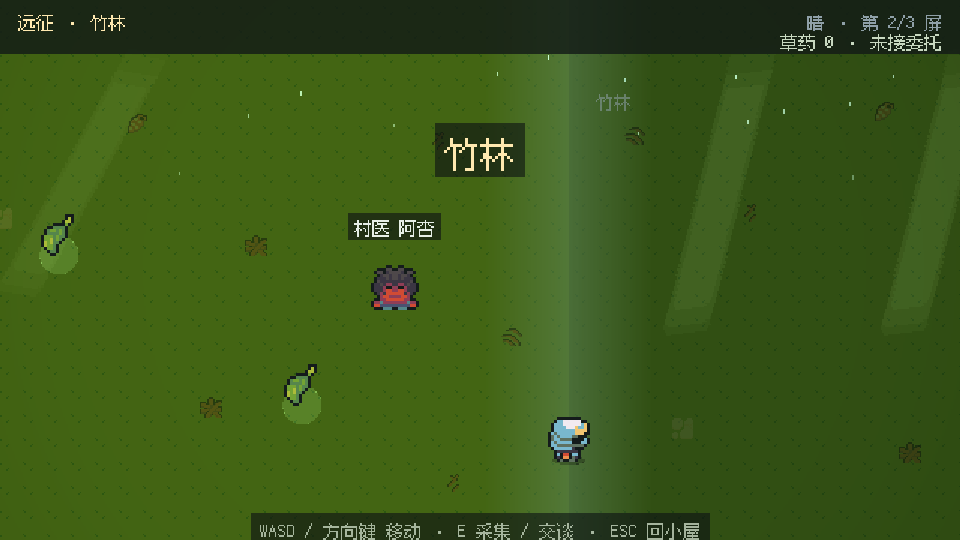 远征 · 竹林
晴 · 第 2/3 屏
草药 0 · 未接委托
竹林
竹林
村医 阿杏
WASD / 方向键 移动 · E 采集 / 交谈 · ESC 回小屋